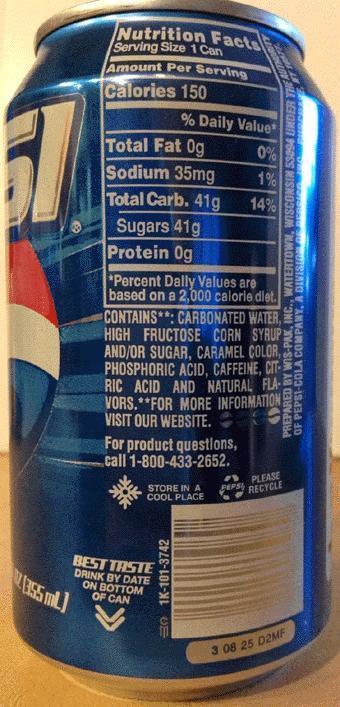 Nutrition Facts
Serving Size 1 Can
Amount Per Serving
Calories 150
% Daily Value*
Total Fat 0g 0%
Sodium 35mg 1%
Total Carb. 41g 14%
Sugars 41g
Protein 0g
*Percent Daily Values are
based on a 2,000 calorie diet.
CONTAINS**: CARBONATED WATER,
HIGH FRUCTOSE CORN SYRUP
AND/OR SUGAR, CARAMEL COLOR,
PHOSPHORIC ACID, CAFFEINE, CIT-
RIC ACID AND NATURAL FLA-
VORS.**FOR MORE INFORMATION
VISIT OUR WEBSITE.
For product questions,
call 1-800-433-2652.
STORE IN A
COOL PLACE
PEPSI
PLEASE
RECYCLE
BEST TASTE
DRINK BY DATE
ON BOTTOM
OF CAN
1K-101-3742
3 08 25 D2MF
SI
®
(355 mL)
PREPARED BY WIS-PAK, INC., WATERTOWN, WISCONSIN 53094 UNDER THE
OF PEPSI-COLA COMPANY, A DIVISION OF PEPSICO, INC.